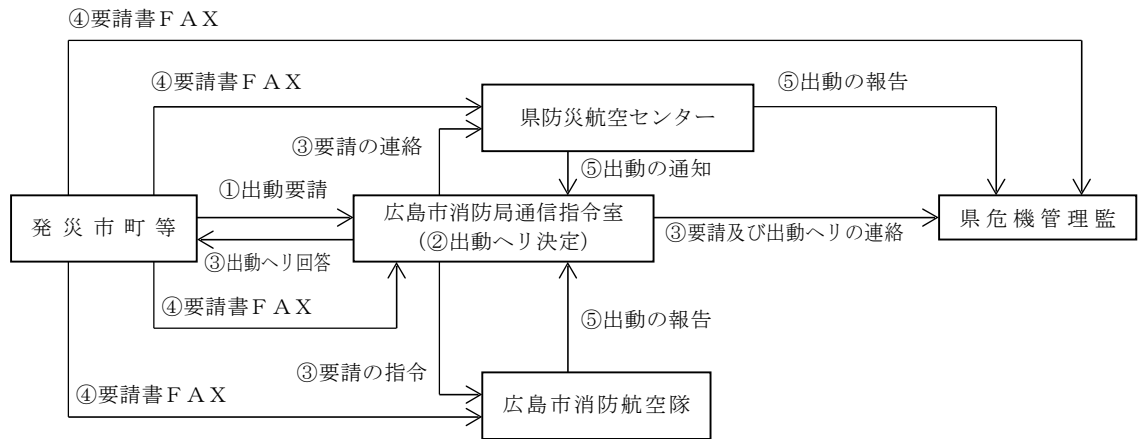 ④要請書ＦＡＸ
④要請書ＦＡＸ
⑤出動の報告
県防災航空センター
③要請の連絡
⑤出動の通知
①出動要請
発災市町等
広島市消防局通信指令室
（②出動ヘリ決定）
県危機管理監
③要請及び出動ヘリの連絡
③出動ヘリ回答
④要請書ＦＡＸ
⑤出動の報告
③要請の指令
④要請書ＦＡＸ
広島市消防航空隊